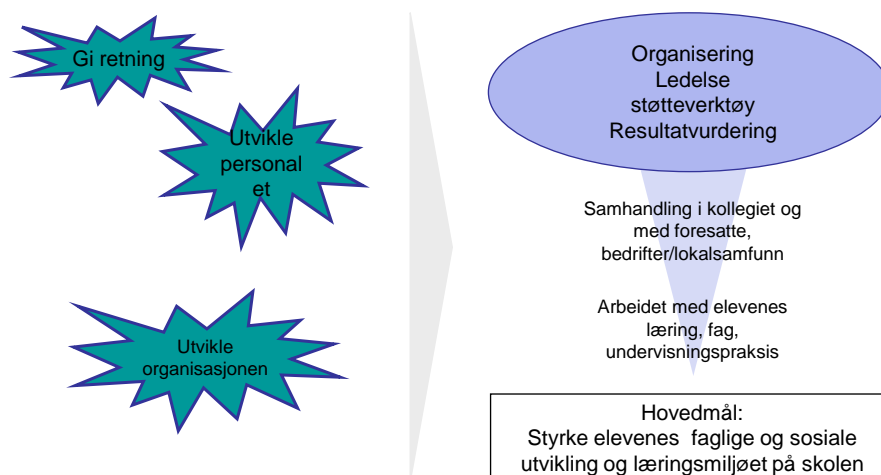 Gi retning
Utvikle
personal
et
Utvikle
organisasjonen
Organisering
Ledelse
støtteverktøy
Resultatvurdering
Samhandling i kollegiet og
med foresatte,
bedrifter/lokalsamfunn
Arbeidet med elevenes
læring, fag,
undervisningspraksis
Hovedmål:
Styrke elevenes faglige og sosiale
utvikling og læringsmiljøet på skolen